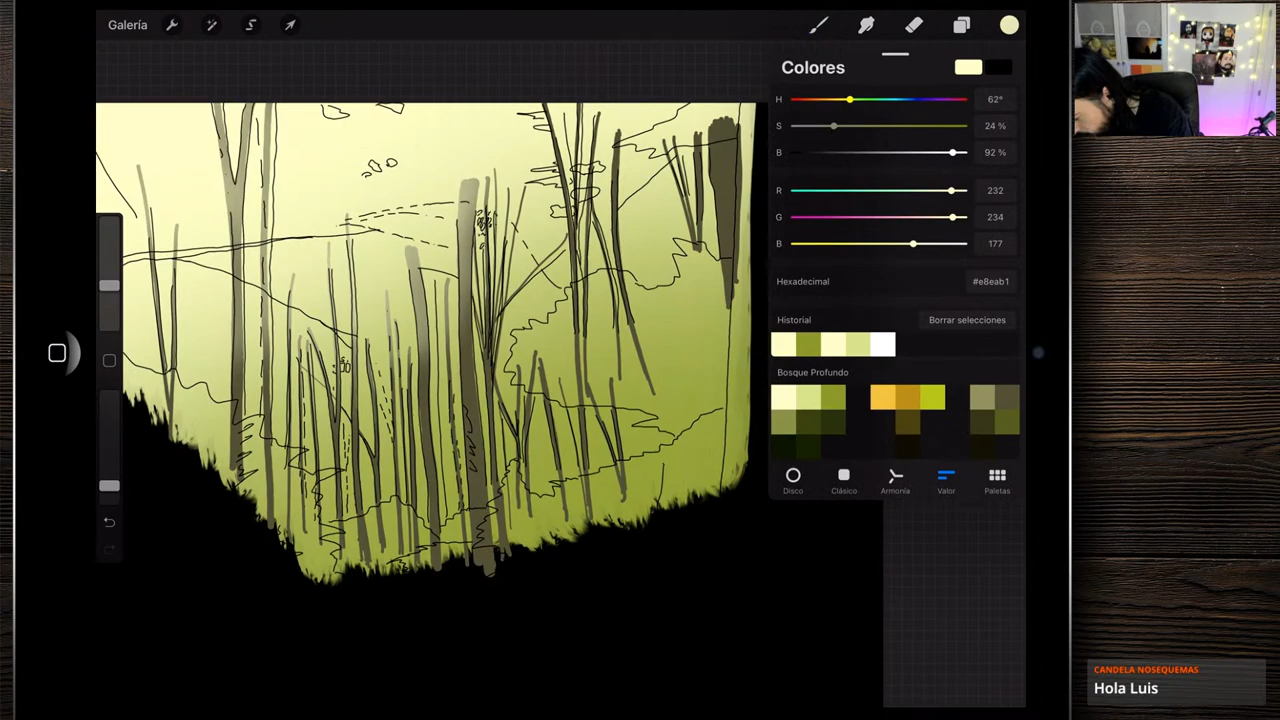 Galería
Colores
H 62°
S 24 %
B 92 %
R 232
G 234
B 177
Hexadecimal #e8eab1
Historial Borrar selecciones
Bosque Profundo
Disco Clásico Armonía Valor Paletas
CANDELA NOSEQUEMAS
Hola Luis